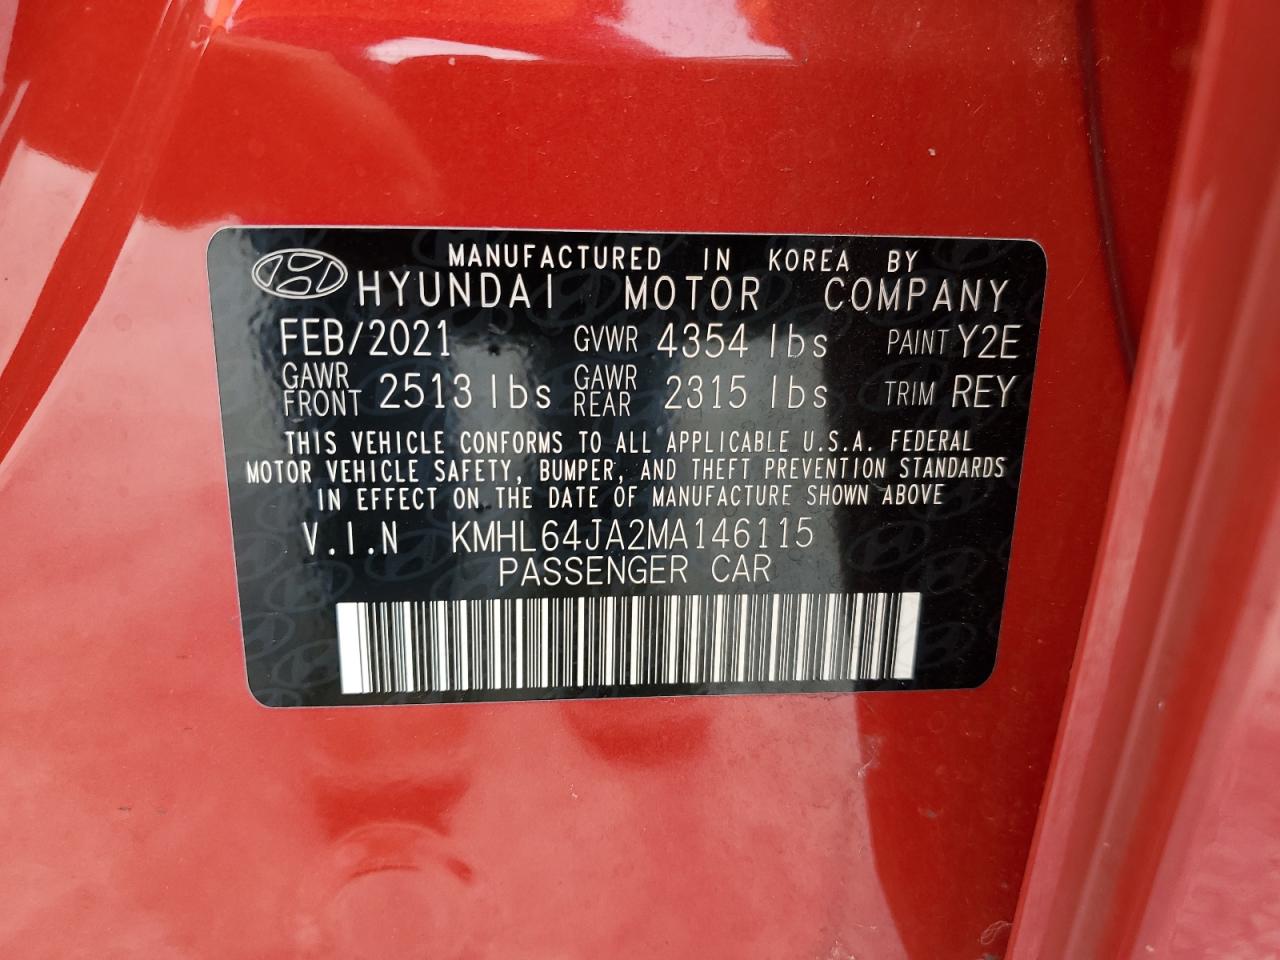 MANUFACTURED IN KOREA BY
HYUNDAI MOTOR COMPANY
FEB/2021 GVWR 4354 lbs PAINT Y2E
GAWR FRONT 2513 lbs GAWR REAR 2315 lbs TRIM REY
THIS VEHICLE CONFORMS TO ALL APPLICABLE U.S.A. FEDERAL
MOTOR VEHICLE SAFETY, BUMPER, AND THEFT PREVENTION STANDARDS
IN EFFECT ON THE DATE OF MANUFACTURE SHOWN ABOVE
V.I.N KMHL64JA2MA146115
PASSENGER CAR